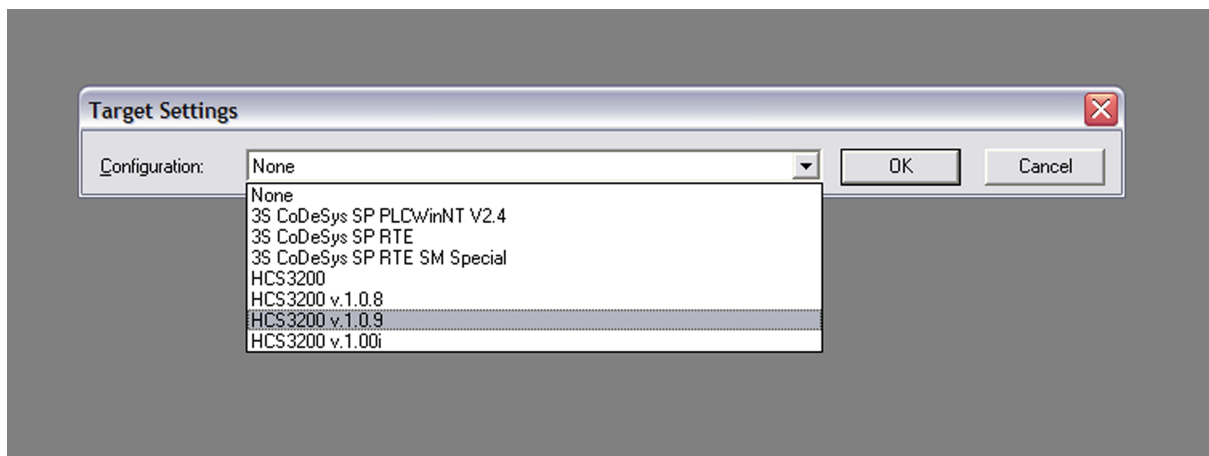 Target Settings
Configuration: None OK Cancel
None
3S CoDeSys SP PLCWinNT V2.4
3S CoDeSys SP RTE
3S CoDeSys SP RTE SM Special
HCS3200
HCS3200 v.1.0.8
HCS3200 v.1.0.9
HCS3200 v.1.00i